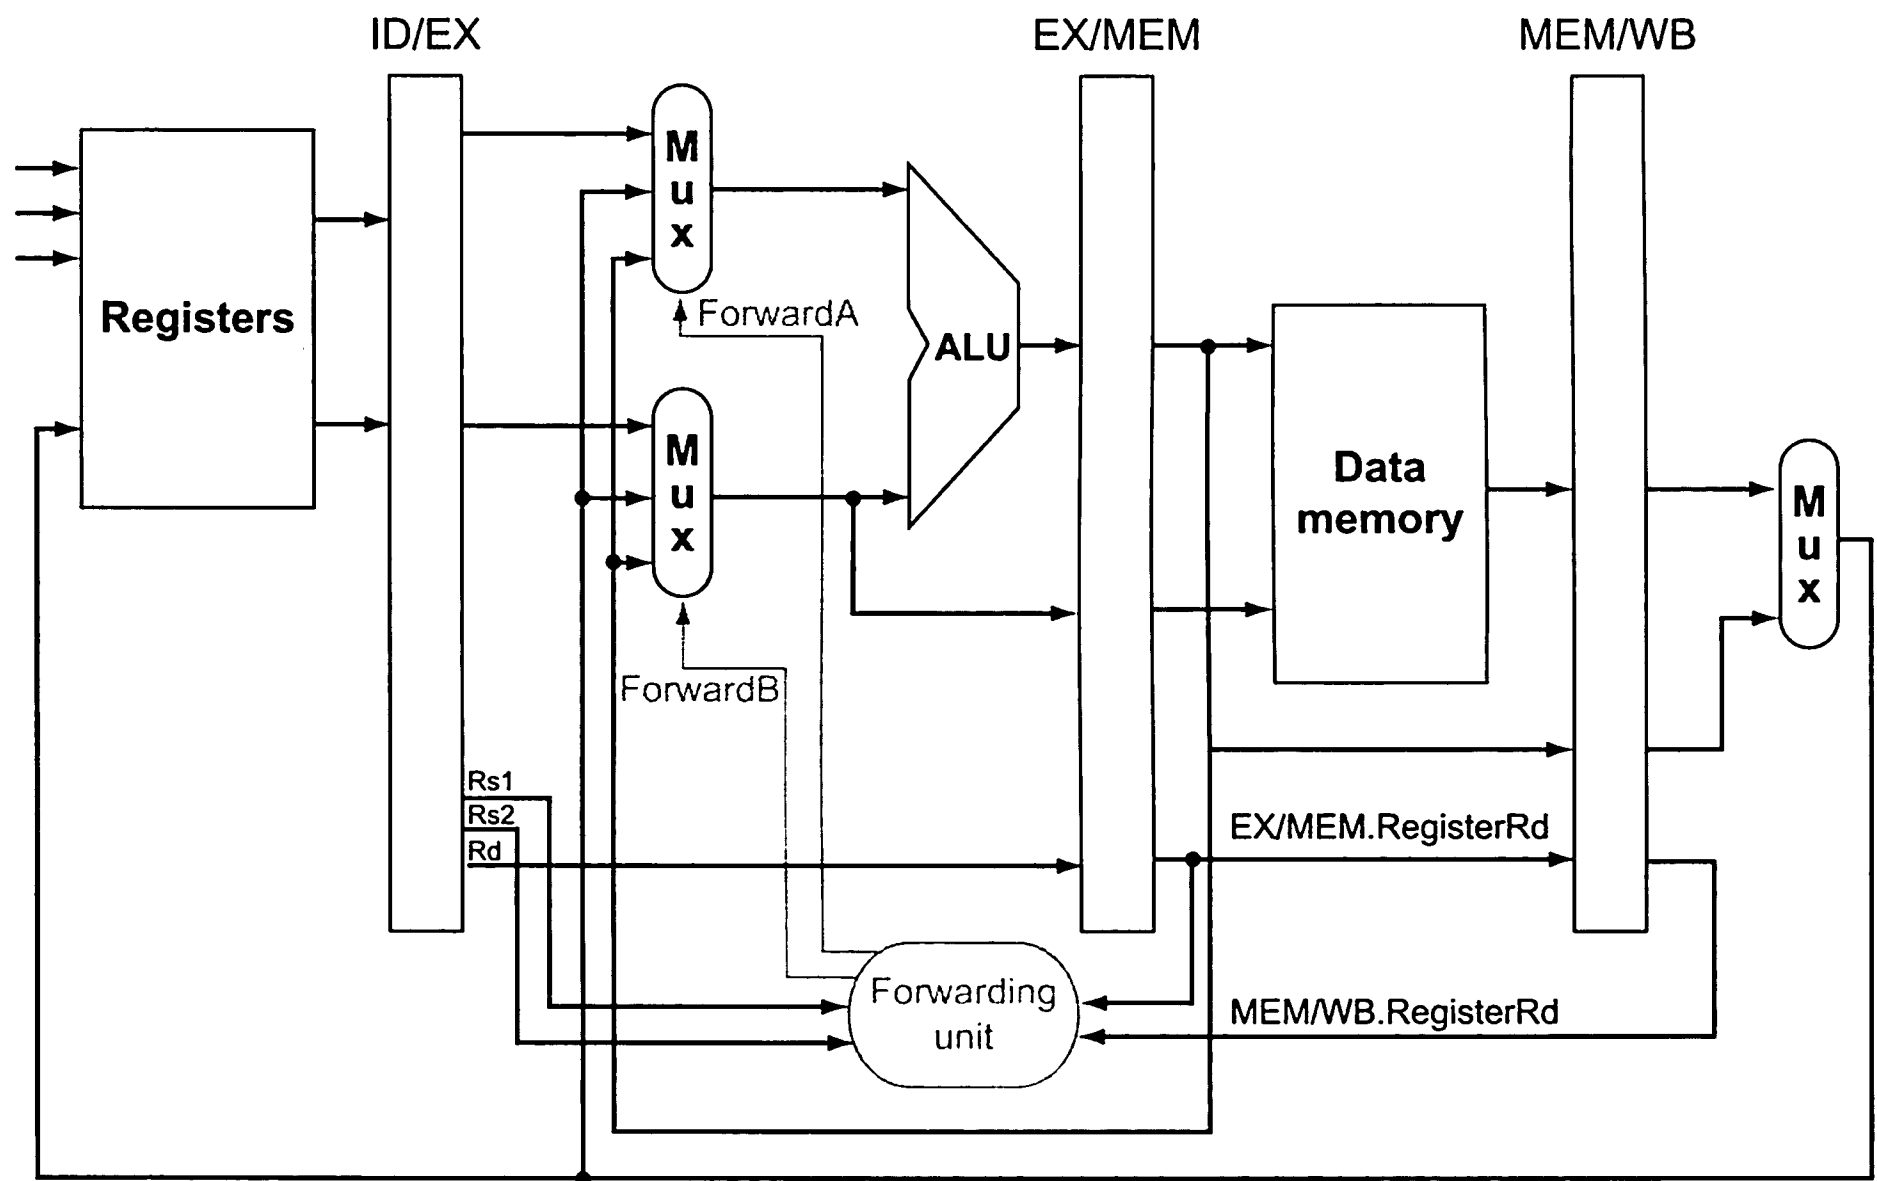 ID/EX
EX/MEM
MEM/WB
M
u
x
Registers
ForwardA
ALU
M
u
x
Data
memory
M
u
x
ForwardB
Rs1
Rs2
Rd
EX/MEM.RegisterRd
Forwarding
unit
MEM/WB.RegisterRd